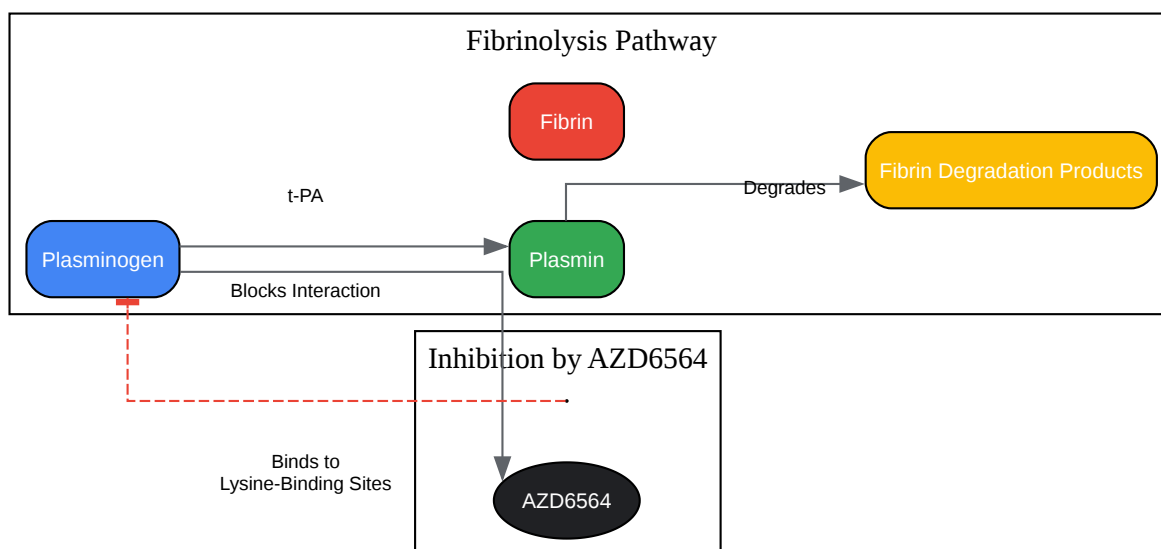 Fibrinolysis Pathway
Fibrin
Fibrin Degradation Products
Degrades
t-PA
Plasminogen
Plasmin
Blocks Interaction
Inhibition by AZD6564
Binds to
Lysine-Binding Sites
AZD6564